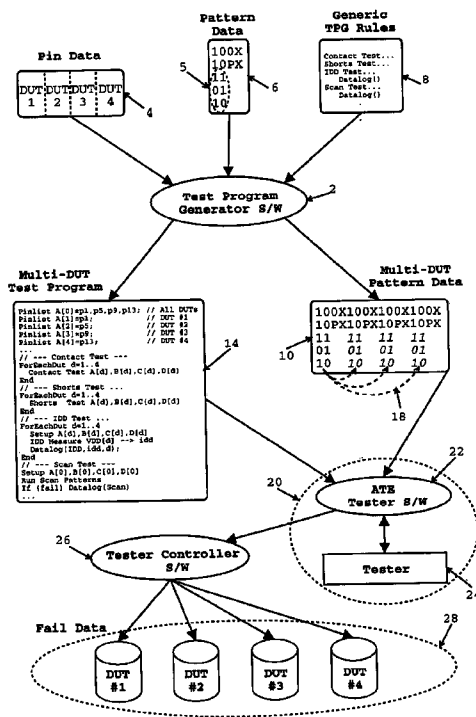 Pattern
Data
Generic
TPG Rules
Pin Data
100X
10PX
11
01
10
5
6
Contact Test...
Shorts Test...
IDD Test...
Datalog()
Scan Test...
Datalog()
8
DUT DUT DUT DUT
1 2 3 4
4
Test Program
Generator S/W
2
Multi-DUT
Test Program
Multi-DUT
Pattern Data
Pinlist A[0]=p1,p5,p9,p13; // All DUTs
Pinlist A[1]=p1; // DUT #1
Pinlist A[2]=p5; // DUT #2
Pinlist A[3]=p9; // DUT #3
Pinlist A[4]=p13; // DUT #4
...
// --- Contact Test ---
ForEachDut d=1..4
Contact Test A[d],B[d],C[d],D[d]
End
// --- Shorts Test ...
ForEachDut d=1..4
Shorts Test A[d],B[d],C[d],D[d]
End
// --- IDD Test ...
ForEachDut d=1..4
Setup A[d],B[d],C[d],D[d]
IDD Measure VDD[d] --> idd
Datalog(IDD,idd,d);
End
// --- Scan Test ---
Setup A[0],B[0],C[0],D[0]
Run Scan Patterns
If (fail) Datalog(Scan)
...
14
100X100X100X100X
10PX10PX10PX10PX
11 11 11 11
01 01 01 01
10 10 10 10
10
18
20
22
ATE
Tester S/W
26
Tester Controller
S/W
Tester
24
Fail Data
28
DUT
#1
DUT
#2
DUT
#3
DUT
#4